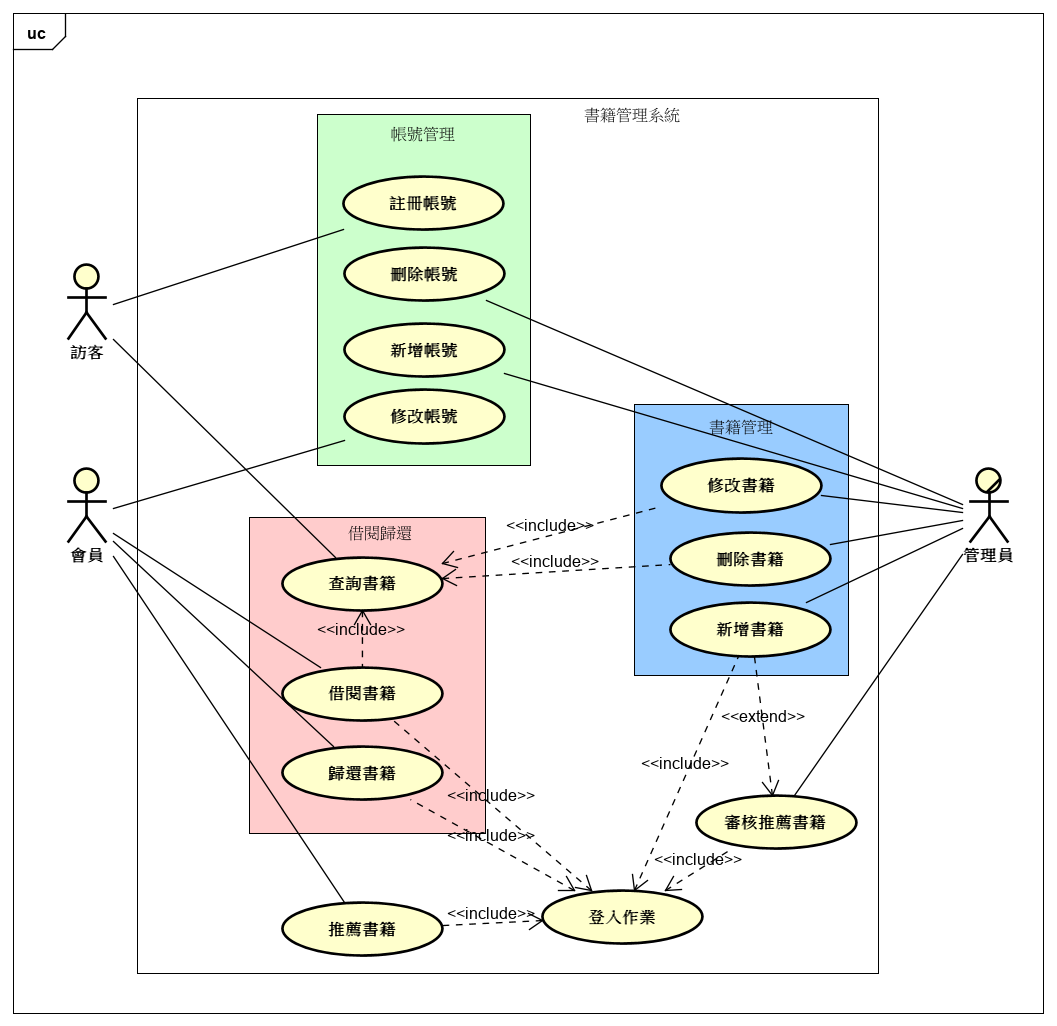 uc
書籍管理系統
帳號管理
註冊帳號
刪除帳號
新增帳號
修改帳號
訪客
書籍管理
修改書籍
刪除書籍
新增書籍
會員
管理員
借閱歸還
查詢書籍
<<include>>
<<include>>
<<include>>
借閱書籍
歸還書籍
<<extend>>
<<include>>
<<include>>
<<include>>
審核推薦書籍
<<include>>
推薦書籍
<<include>>
登入作業